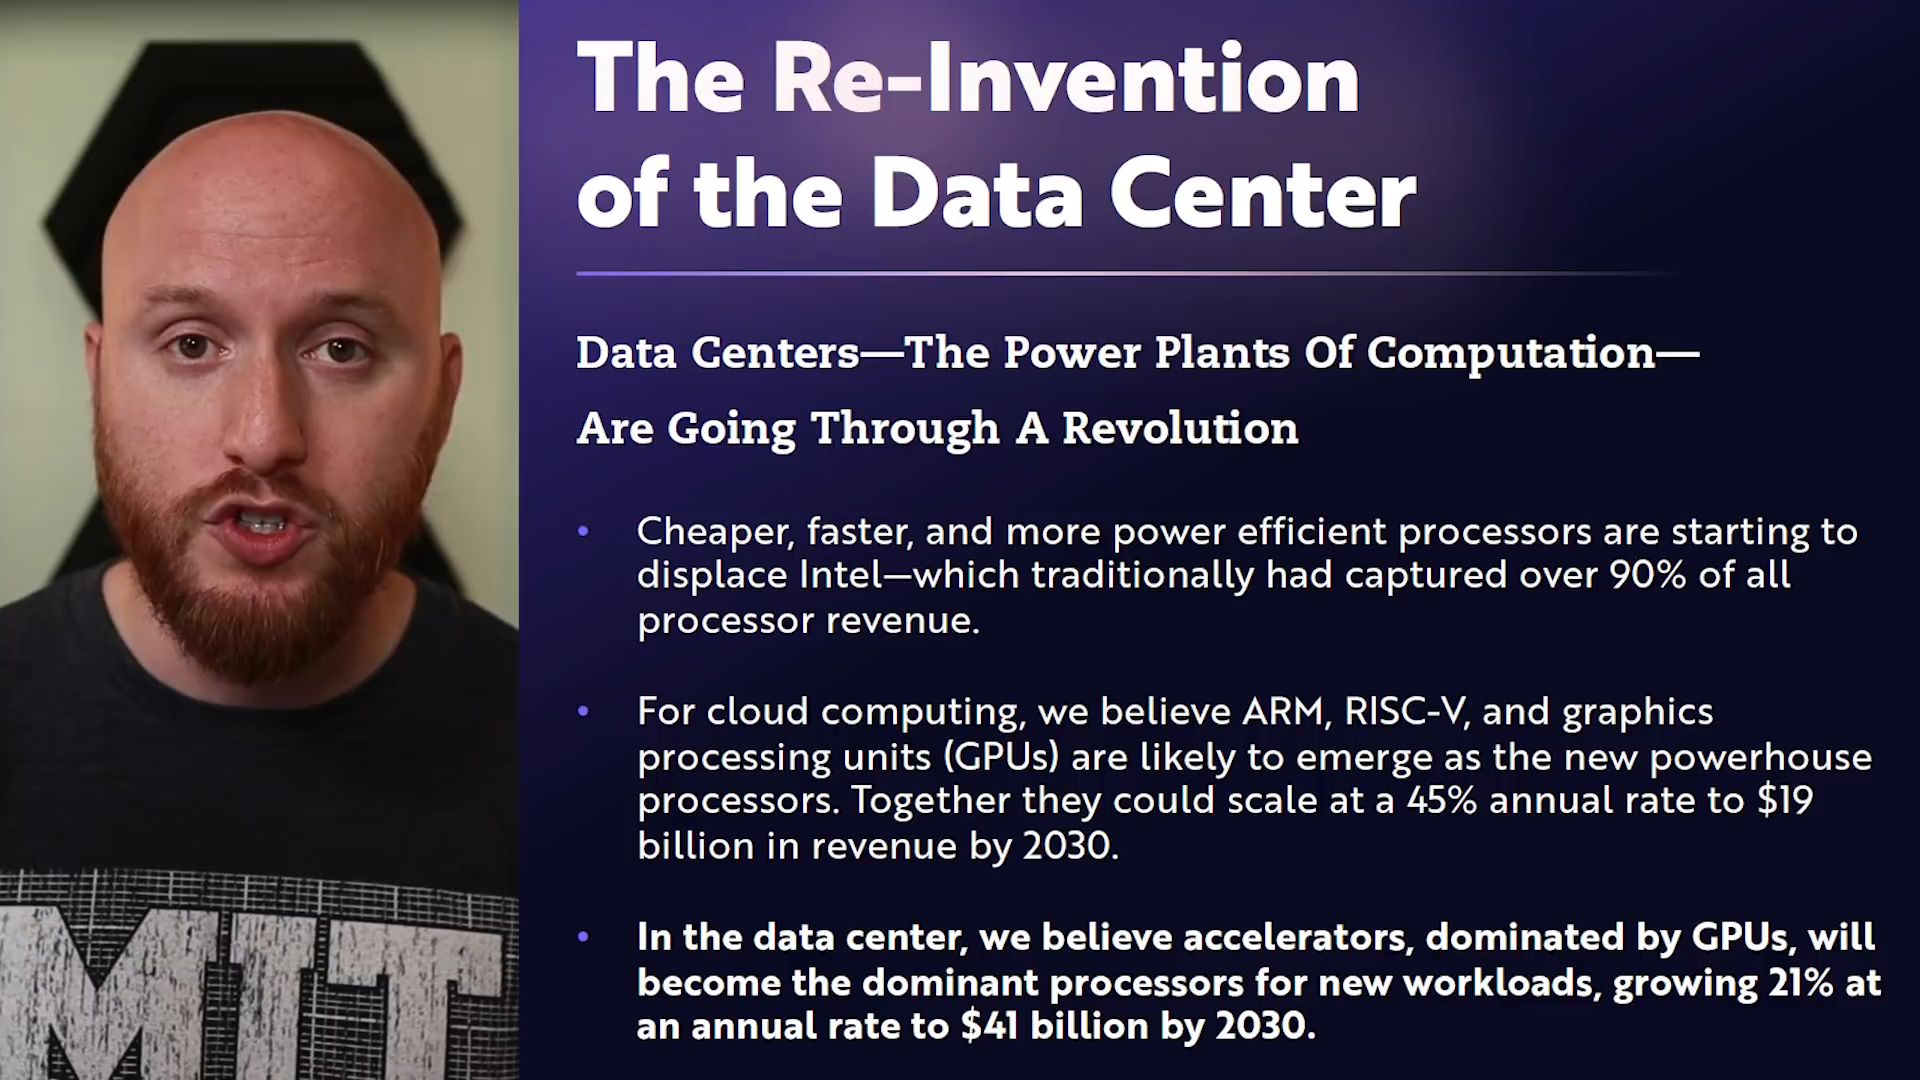 The Re-Invention
of the Data Center
Data Centers—The Power Plants Of Computation—
Are Going Through A Revolution
• Cheaper, faster, and more power efficient processors are starting to
displace Intel—which traditionally had captured over 90% of all
processor revenue.
• For cloud computing, we believe ARM, RISC-V, and graphics
processing units (GPUs) are likely to emerge as the new powerhouse
processors. Together they could scale at a 45% annual rate to $19
billion in revenue by 2030.
• In the data center, we believe accelerators, dominated by GPUs, will
become the dominant processors for new workloads, growing 21% at
an annual rate to $41 billion by 2030.
MIT